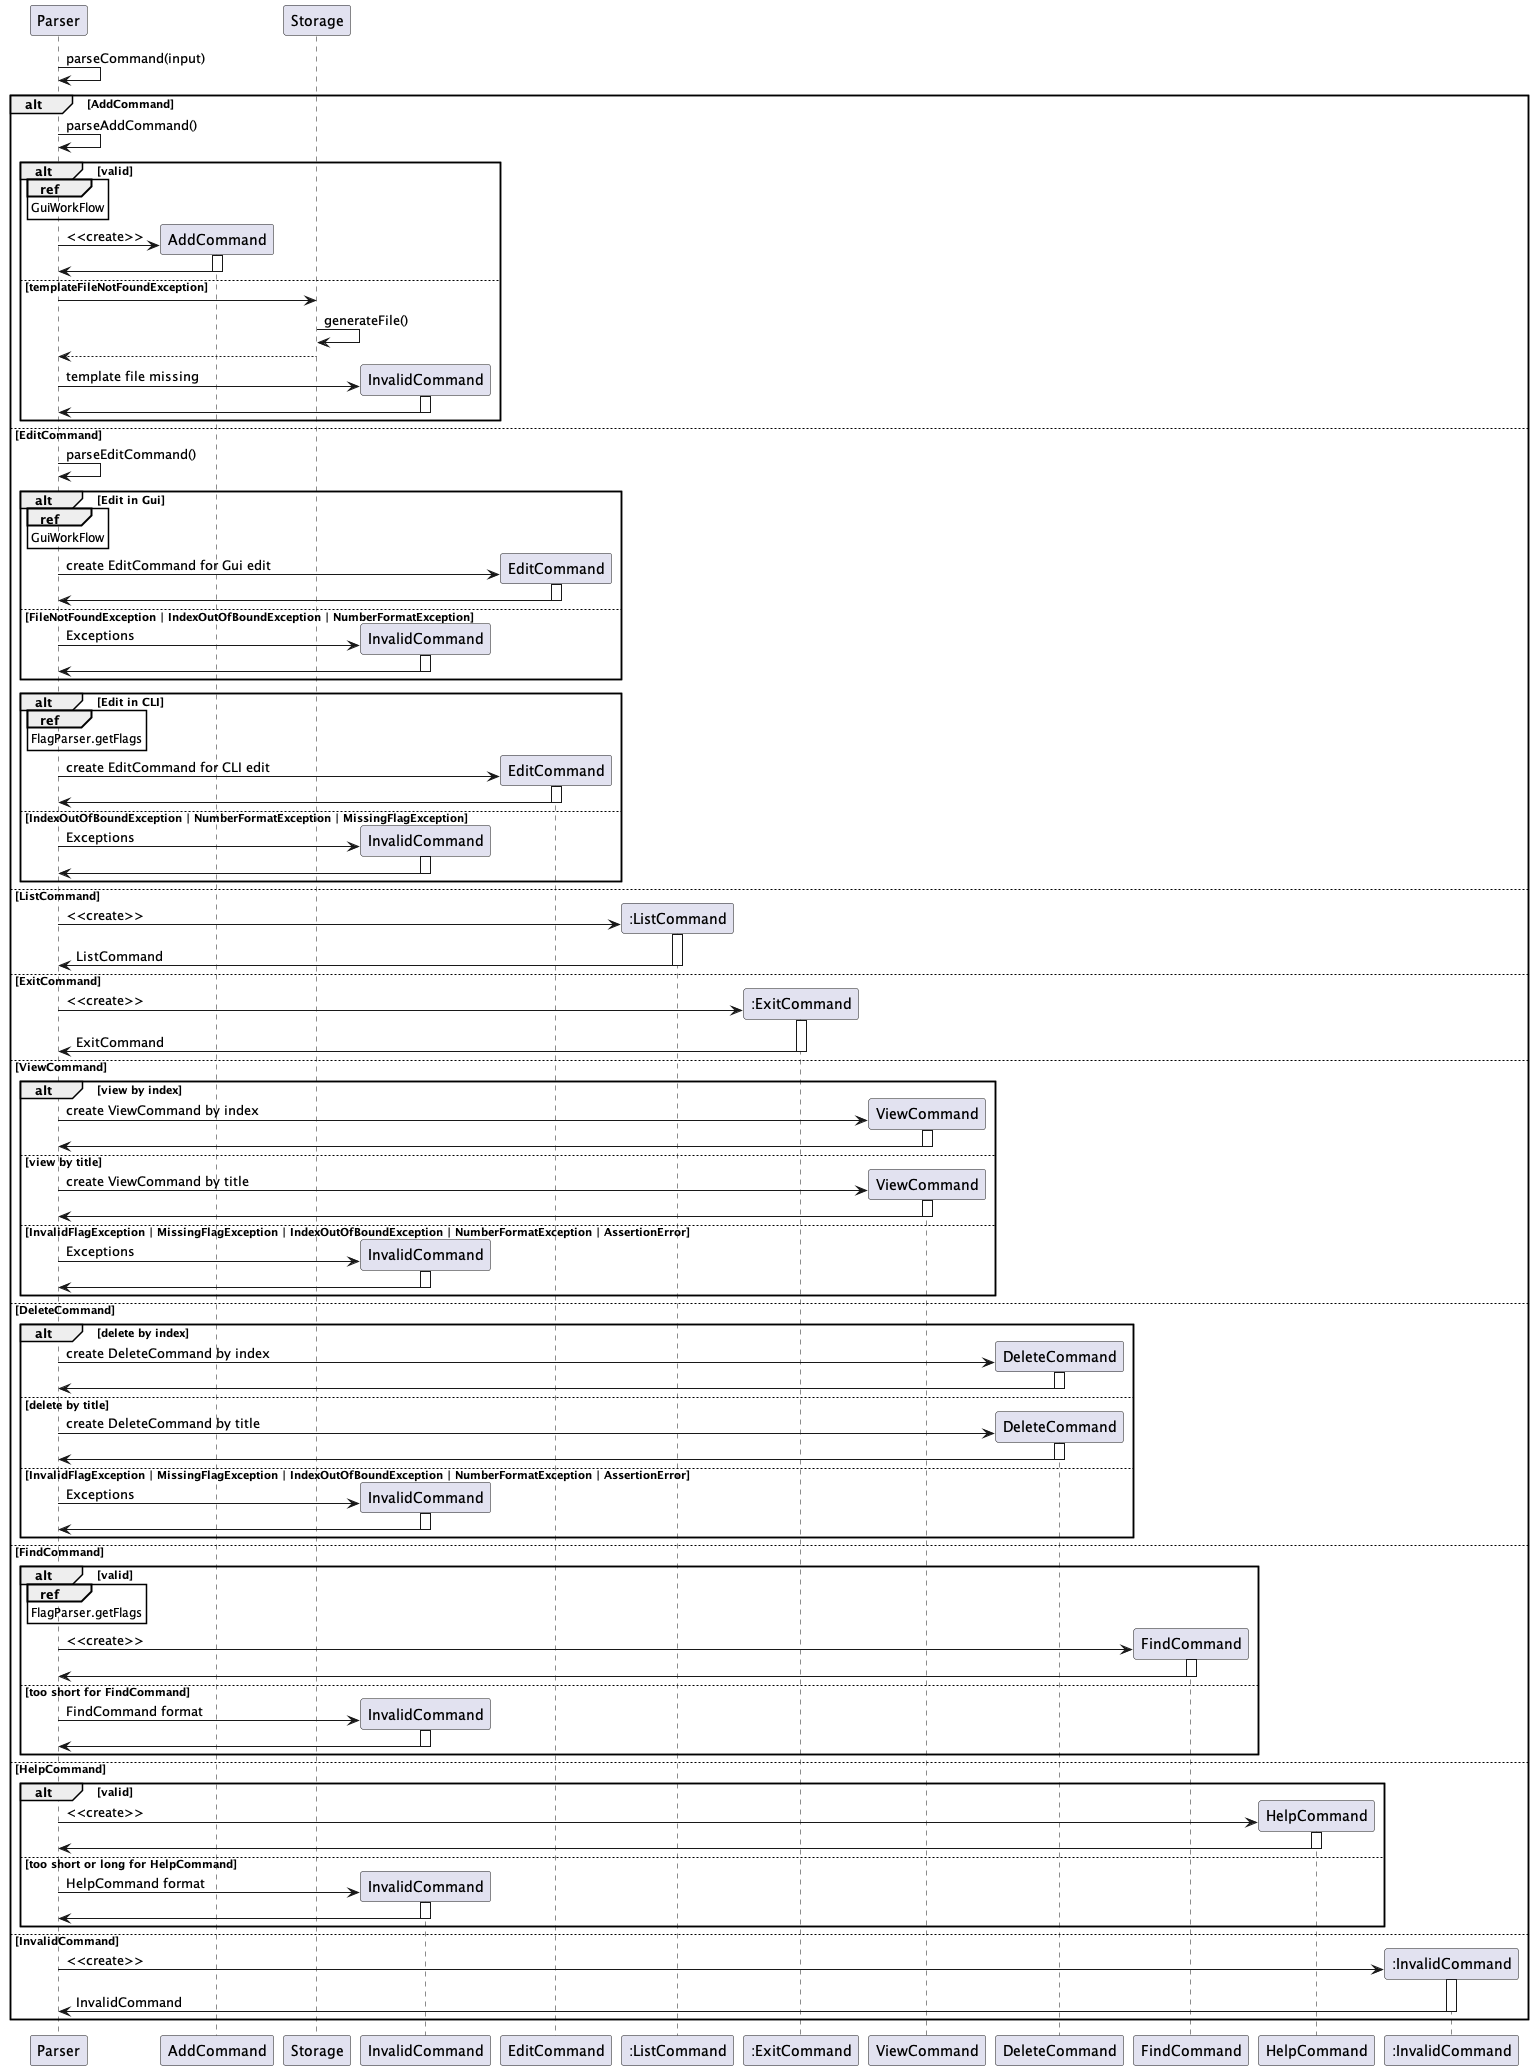 Parser Storage
parseCommand(input)
alt [AddCommand]
parseAddCommand()
alt [valid]
ref
GuiWorkFlow
<<create>> AddCommand
[templateFileNotFoundException]
generateFile()
template file missing InvalidCommand
[EditCommand]
parseEditCommand()
alt [Edit in Gui]
ref
GuiWorkFlow
create EditCommand for Gui edit EditCommand
[FileNotFoundException | IndexOutOfBoundException | NumberFormatException]
Exceptions InvalidCommand
alt [Edit in CLI]
ref
FlagParser.getFlags
create EditCommand for CLI edit EditCommand
[IndexOutOfBoundException | NumberFormatException | MissingFlagException]
Exceptions InvalidCommand
[ListCommand]
<<create>> :ListCommand
ListCommand
[ExitCommand]
<<create>> :ExitCommand
ExitCommand
[ViewCommand]
alt [view by index]
create ViewCommand by index ViewCommand
[view by title]
create ViewCommand by title ViewCommand
[InvalidFlagException | MissingFlagException | IndexOutOfBoundException | NumberFormatException | AssertionError]
Exceptions InvalidCommand
[DeleteCommand]
alt [delete by index]
create DeleteCommand by index DeleteCommand
[delete by title]
create DeleteCommand by title DeleteCommand
[InvalidFlagException | MissingFlagException | IndexOutOfBoundException | NumberFormatException | AssertionError]
Exceptions InvalidCommand
[FindCommand]
alt [valid]
ref
FlagParser.getFlags
<<create>> FindCommand
[too short for FindCommand]
FindCommand format InvalidCommand
[HelpCommand]
alt [valid]
<<create>> HelpCommand
[too short or long for HelpCommand]
HelpCommand format InvalidCommand
[InvalidCommand]
<<create>> :InvalidCommand
InvalidCommand
Parser AddCommand Storage InvalidCommand EditCommand :ListCommand :ExitCommand ViewCommand DeleteCommand FindCommand HelpCommand :InvalidCommand